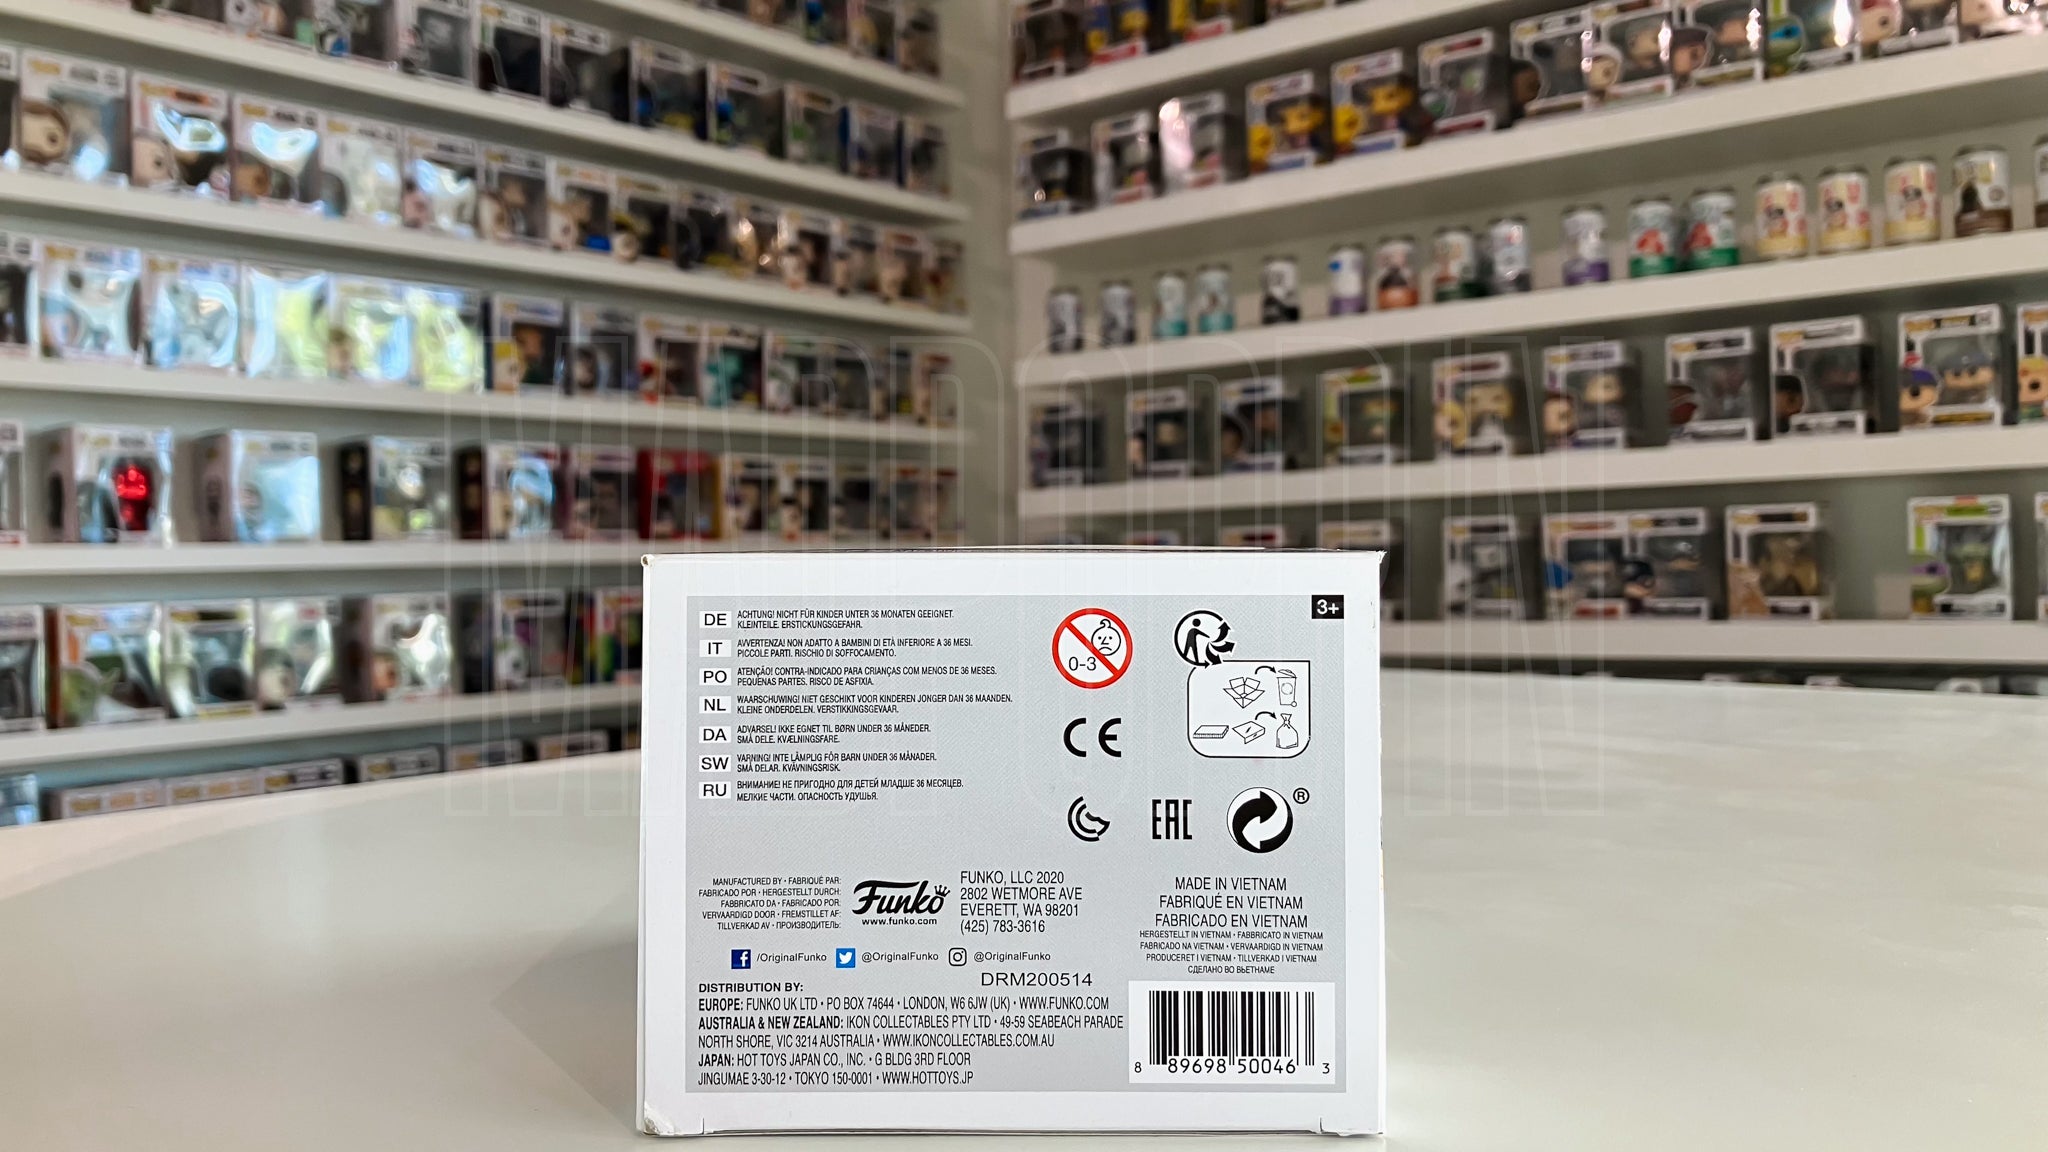 3+
DE ACHTUNG! NICHT FÜR KINDER UNTER 36 MONATEN GEEIGNET.
KLEINTEILE. ERSTICKUNGSGEFAHR.
IT AVVERTENZA! NON ADATTO A BAMBINI DI ETÀ INFERIORE A 36 MESI.
PICCOLE PARTI. RISCHIO DI SOFFOCAMENTO.
PO ATENÇÃO! CONTRA-INDICADO PARA CRIANÇAS COM MENOS DE 36 MESES.
PEQUENAS PARTES. RISCO DE ASFIXIA.
NL WAARSCHUWING! NIET GESCHIKT VOOR KINDEREN JONGER DAN 36 MAANDEN.
KLEINE ONDERDELEN. VERSTIKKINGSGEVAAR.
DA ADVARSEL! IKKE EGNET TIL BØRN UNDER 36 MÅNEDER.
SMÅ DELE. KVÆLNINGSFARE.
SW VARNING! INTE LÄMPLIG FÖR BARN UNDER 36 MÅNADER.
SMÅ DELAR. KVÄVNINGSRISK.
RU ВНИМАНИЕ! НЕ ПРИГОДНО ДЛЯ ДЕТЕЙ МЛАДШЕ 36 МЕСЯЦЕВ.
МЕЛКИЕ ЧАСТИ. ОПАСНОСТЬ УДУШЬЯ.
0-3
CE
EAC
®
MANUFACTURED BY • FABRIQUÉ PAR:
FABRICADO POR • HERGESTELLT DURCH:
FABBRICATO DA • FABRICADO POR:
VERVAARDIGD DOOR • FREMSTILLET AF:
TILLVERKAD AV • ПРОИЗВОДИТЕЛЬ:
Funko
www.funko.com
FUNKO, LLC 2020
2802 WETMORE AVE
EVERETT, WA 98201
(425) 783-3616
MADE IN VIETNAM
FABRIQUÉ EN VIETNAM
FABRICADO EN VIETNAM
HERGESTELLT IN VIETNAM • FABBRICATO IN VIETNAM
FABRICADO NA VIETNAM • VERVAARDIGD IN VIETNAM
PRODUCERET I VIETNAM • TILLVERKAD I VIETNAM
СДЕЛАНО ВО ВЬЕТНАМЕ
/OriginalFunko @OriginalFunko @OriginalFunko
DRM200514
DISTRIBUTION BY:
EUROPE: FUNKO UK LTD • PO BOX 74644 • LONDON, W6 6JW (UK) • WWW.FUNKO.COM
AUSTRALIA & NEW ZEALAND: IKON COLLECTABLES PTY LTD • 49-59 SEABEACH PARADE
NORTH SHORE, VIC 3214 AUSTRALIA • WWW.IKONCOLLECTABLES.COM.AU
JAPAN: HOT TOYS JAPAN CO., INC. • G BLDG 3RD FLOOR
JINGUMAE 3-30-12 • TOKYO 150-0001 • WWW.HOTTOYS.JP
8 89698 50046 3